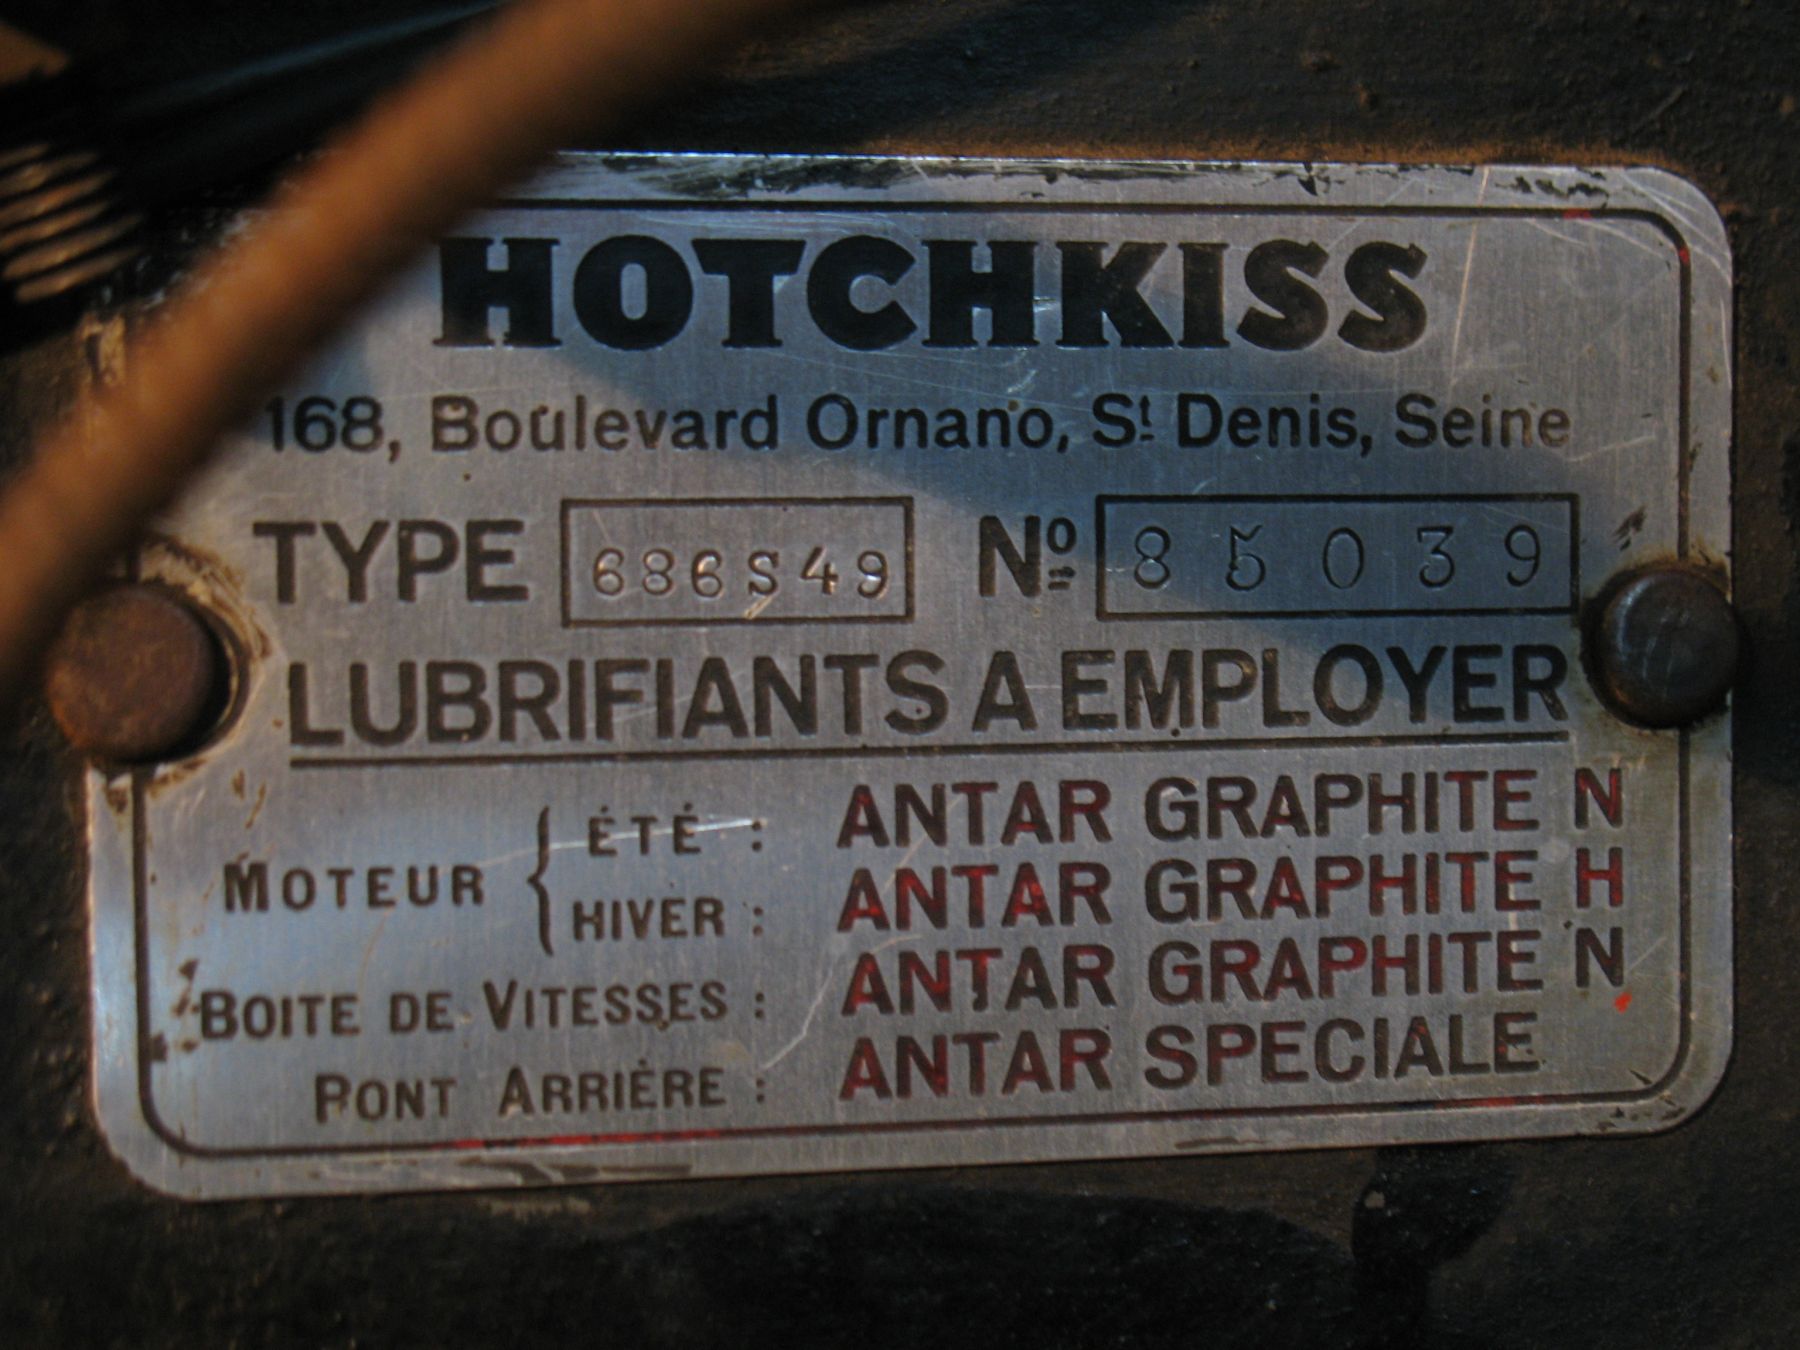 HOTCHKISS
168, Boulevard Ornano, St Denis, Seine
TYPE 686S49 No 85039
LUBRIFIANTS A EMPLOYER
MOTEUR { ÉTÉ : ANTAR GRAPHITE N
HIVER : ANTAR GRAPHITE H
BOITE DE VITESSES : ANTAR GRAPHITE N
PONT ARRIÈRE : ANTAR SPECIALE